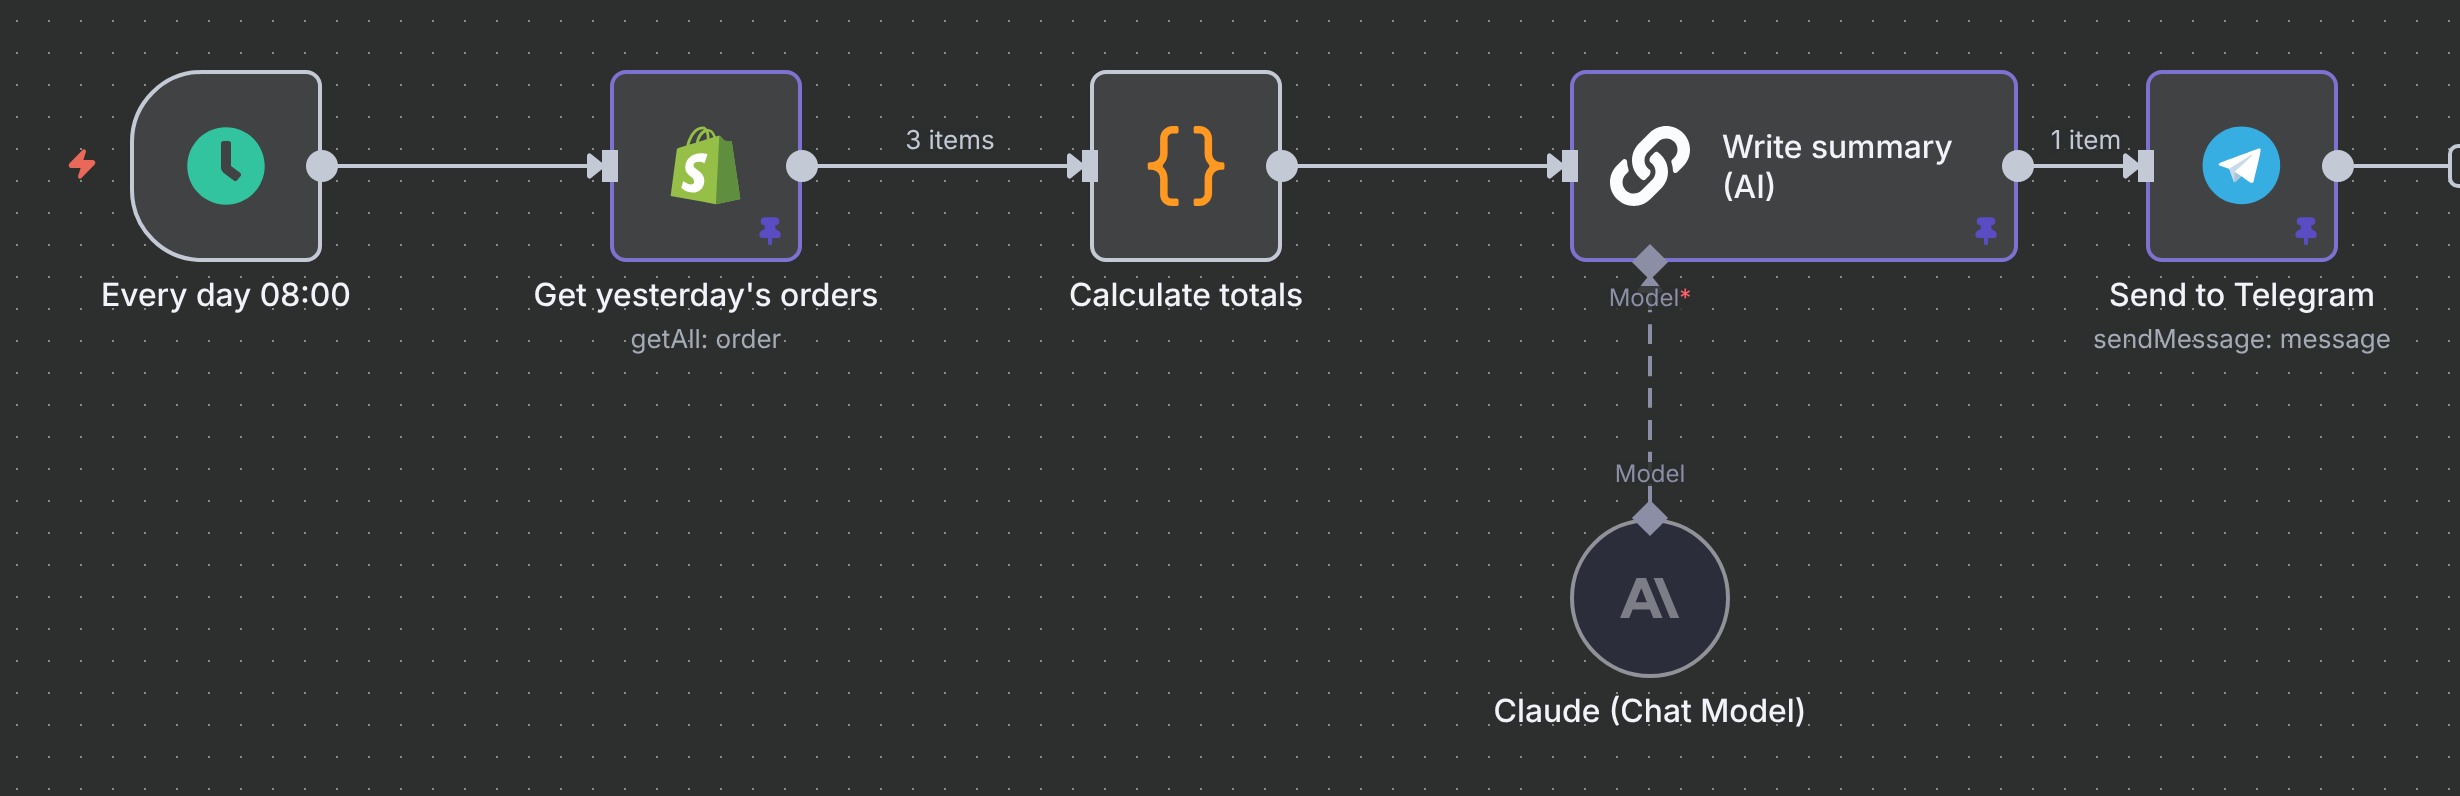 3 items
1 item
Write summary
(AI)
Every day 08:00
Get yesterday's orders
getAll: order
Calculate totals
Model*
Send to Telegram
sendMessage: message
Model
Claude (Chat Model)